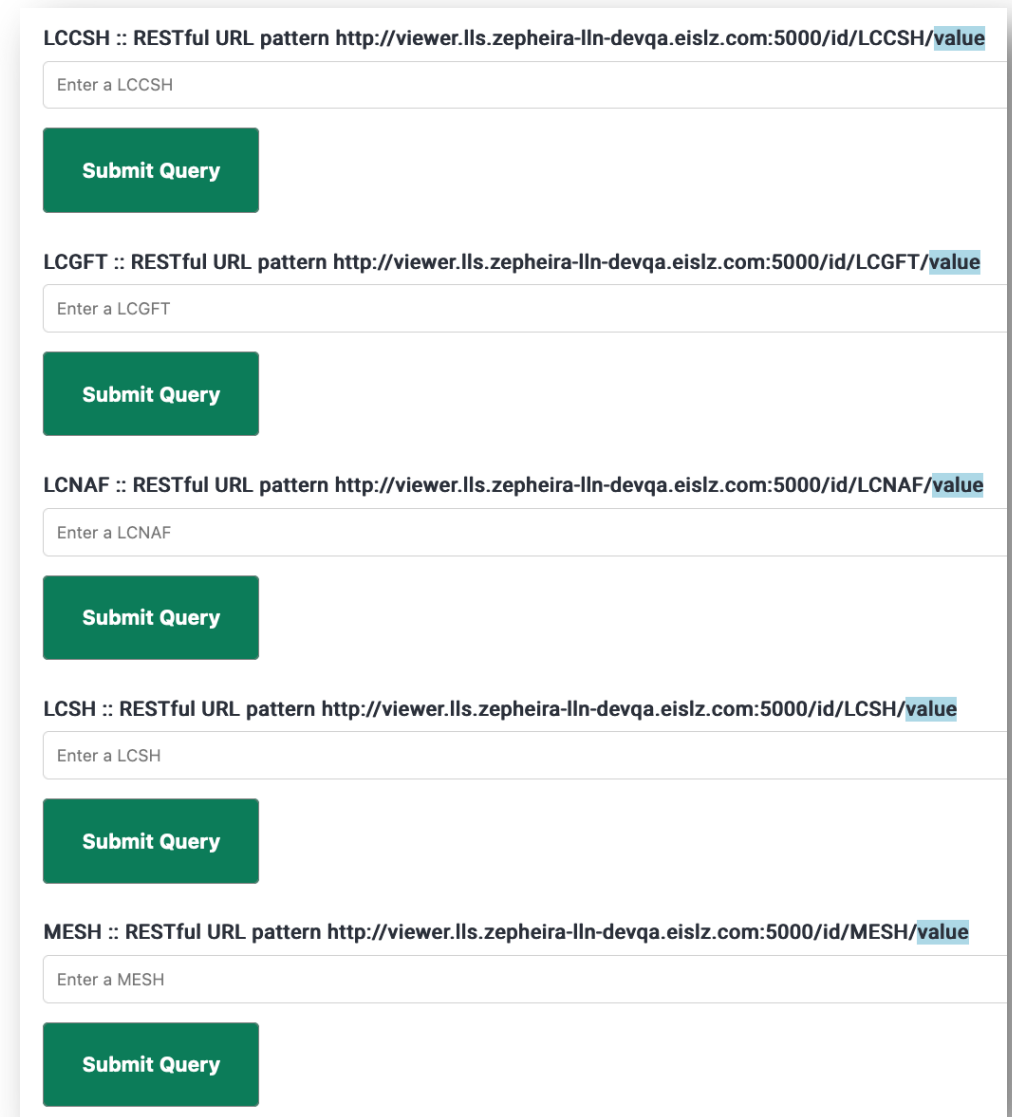 LCCSH :: RESTful URL pattern http://viewer.lls.zepheira-lln-devqa.eislz.com:5000/id/LCCSH/value
Enter a LCCSH
Submit Query
LCGFT :: RESTful URL pattern http://viewer.lls.zepheira-lln-devqa.eislz.com:5000/id/LCGFT/value
Enter a LCGFT
Submit Query
LCNAF :: RESTful URL pattern http://viewer.lls.zepheira-lln-devqa.eislz.com:5000/id/LCNAF/value
Enter a LCNAF
Submit Query
LCSH :: RESTful URL pattern http://viewer.lls.zepheira-lln-devqa.eislz.com:5000/id/LCSH/value
Enter a LCSH
Submit Query
MESH :: RESTful URL pattern http://viewer.lls.zepheira-lln-devqa.eislz.com:5000/id/MESH/value
Enter a MESH
Submit Query